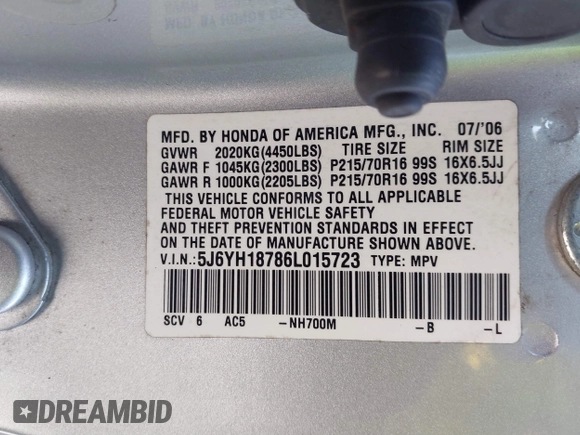 MFD. BY HONDA OF AMERICA MFG., INC. 07/'06
GVWR 2020KG(4450LBS) TIRE SIZE RIM SIZE
GAWR F 1045KG(2300LBS) P215/70R16 99S 16X6.5JJ
GAWR R 1000KG(2205LBS) P215/70R16 99S 16X6.5JJ
THIS VEHICLE CONFORMS TO ALL APPLICABLE
FEDERAL MOTOR VEHICLE SAFETY
AND THEFT PREVENTION STANDARDS IN EFFECT
ON THE DATE OF MANUFACTURE SHOWN ABOVE.
V.I.N.:5J6YH18786L015723 TYPE: MPV
SCV 6 AC5 -NH700M -B -L
DREAMBID